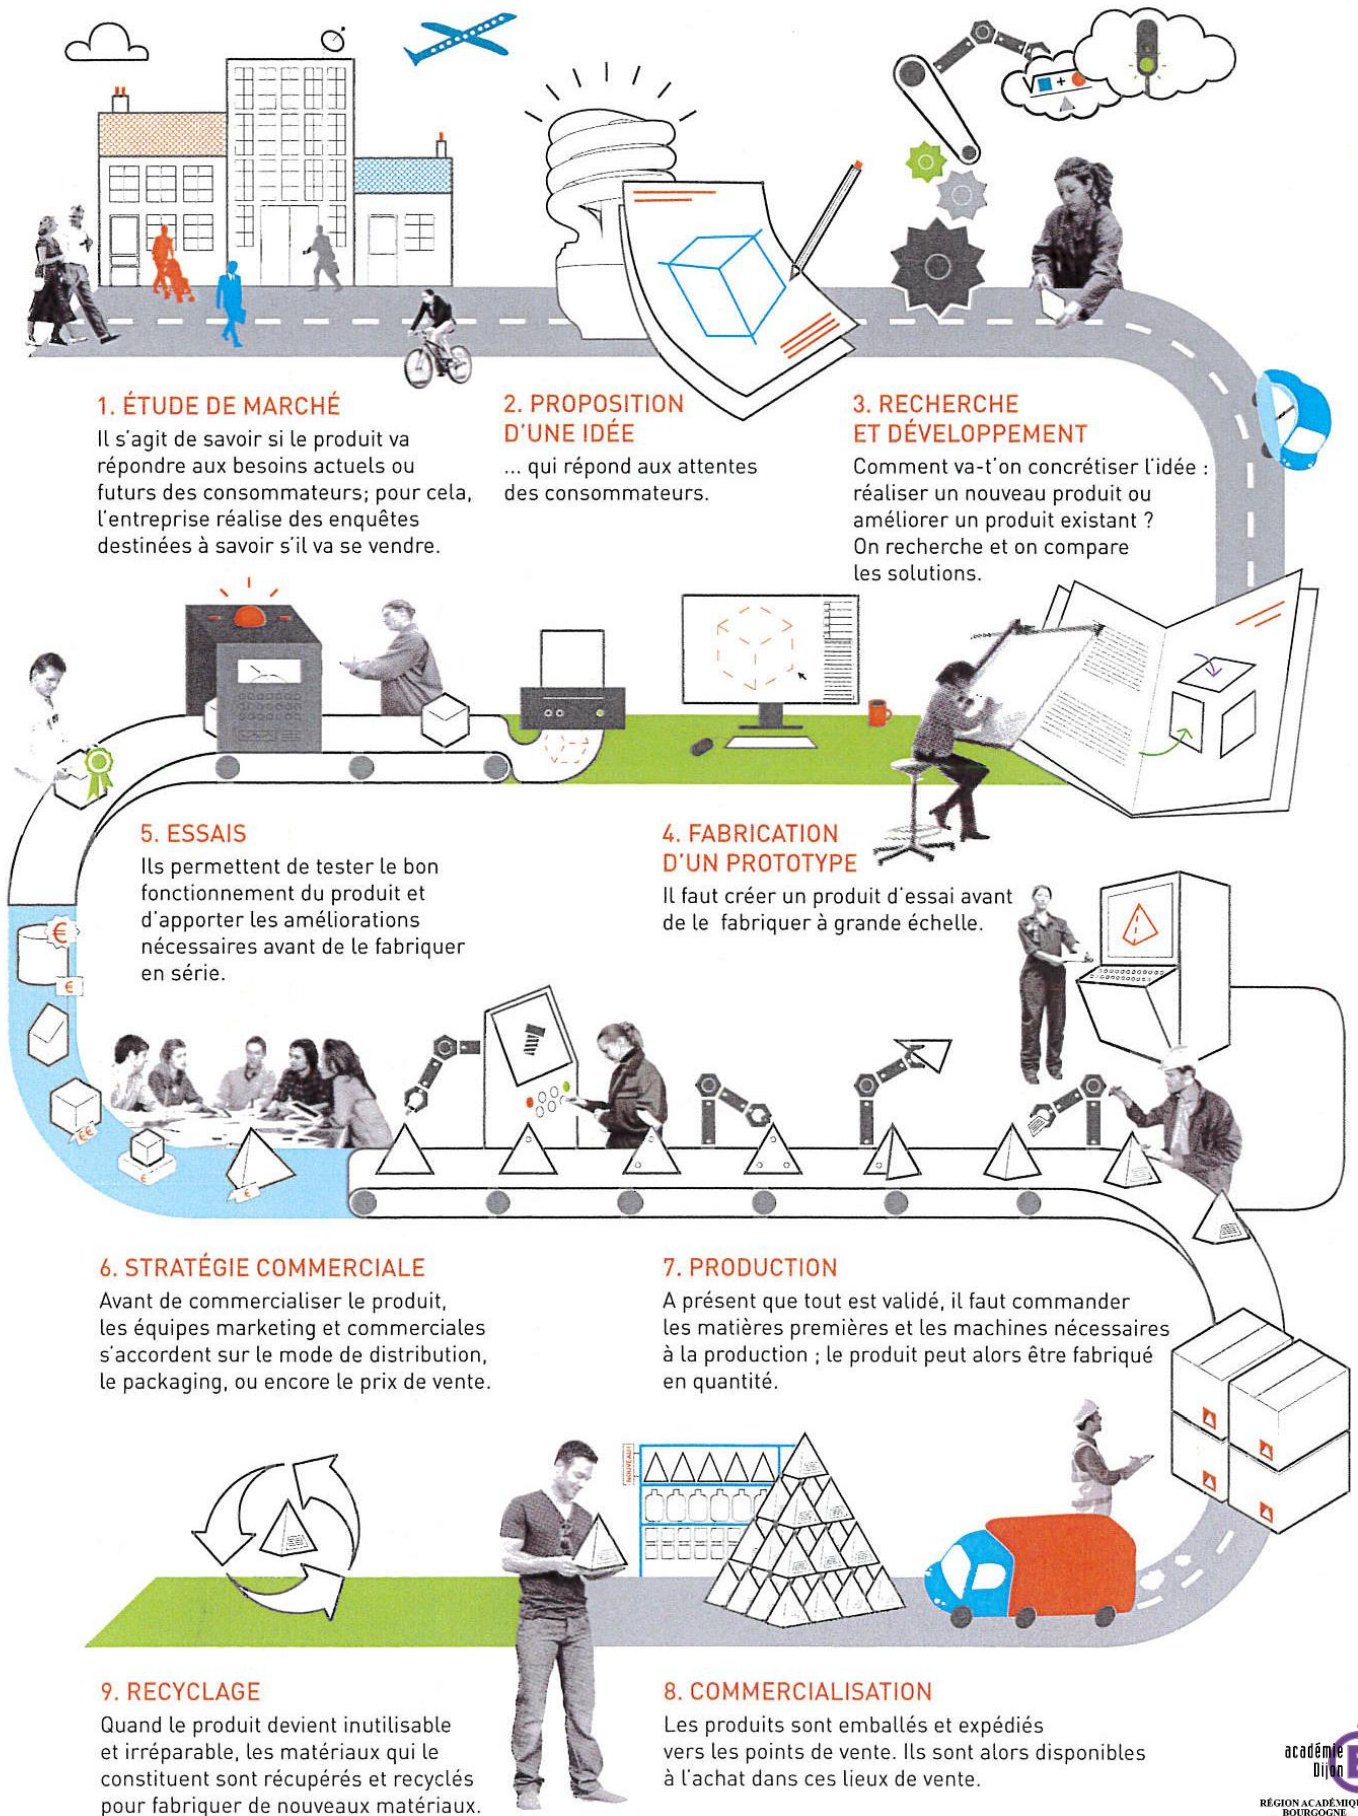 1. ÉTUDE DE MARCHÉ
Il s'agit de savoir si le produit va
répondre aux besoins actuels ou
futurs des consommateurs; pour cela,
l'entreprise réalise des enquêtes
destinées à savoir s'il va se vendre.
2. PROPOSITION
D'UNE IDÉE
... qui répond aux attentes
des consommateurs.
3. RECHERCHE
ET DÉVELOPPEMENT
Comment va-t'on concrétiser l'idée :
réaliser un nouveau produit ou
améliorer un produit existant ?
On recherche et on compare
les solutions.
5. ESSAIS
Ils permettent de tester le bon
fonctionnement du produit et
d'apporter les améliorations
nécessaires avant de le fabriquer
en série.
4. FABRICATION
D'UN PROTOTYPE
Il faut créer un produit d'essai avant
de le fabriquer à grande échelle.
€
€
€€
€
€
6. STRATÉGIE COMMERCIALE
Avant de commercialiser le produit,
les équipes marketing et commerciales
s'accordent sur le mode de distribution,
le packaging, ou encore le prix de vente.
7. PRODUCTION
A présent que tout est validé, il faut commander
les matières premières et les machines nécessaires
à la production ; le produit peut alors être fabriqué
en quantité.
NOUVEAU!
9. RECYCLAGE
Quand le produit devient inutilisable
et irréparable, les matériaux qui le
constituent sont récupérés et recyclés
pour fabriquer de nouveaux matériaux.
8. COMMERCIALISATION
Les produits sont emballés et expédiés
vers les points de vente. Ils sont alors disponibles
à l'achat dans ces lieux de vente.
académie
Dijon
RÉGION ACADÉMIQU
BOURGOGNE